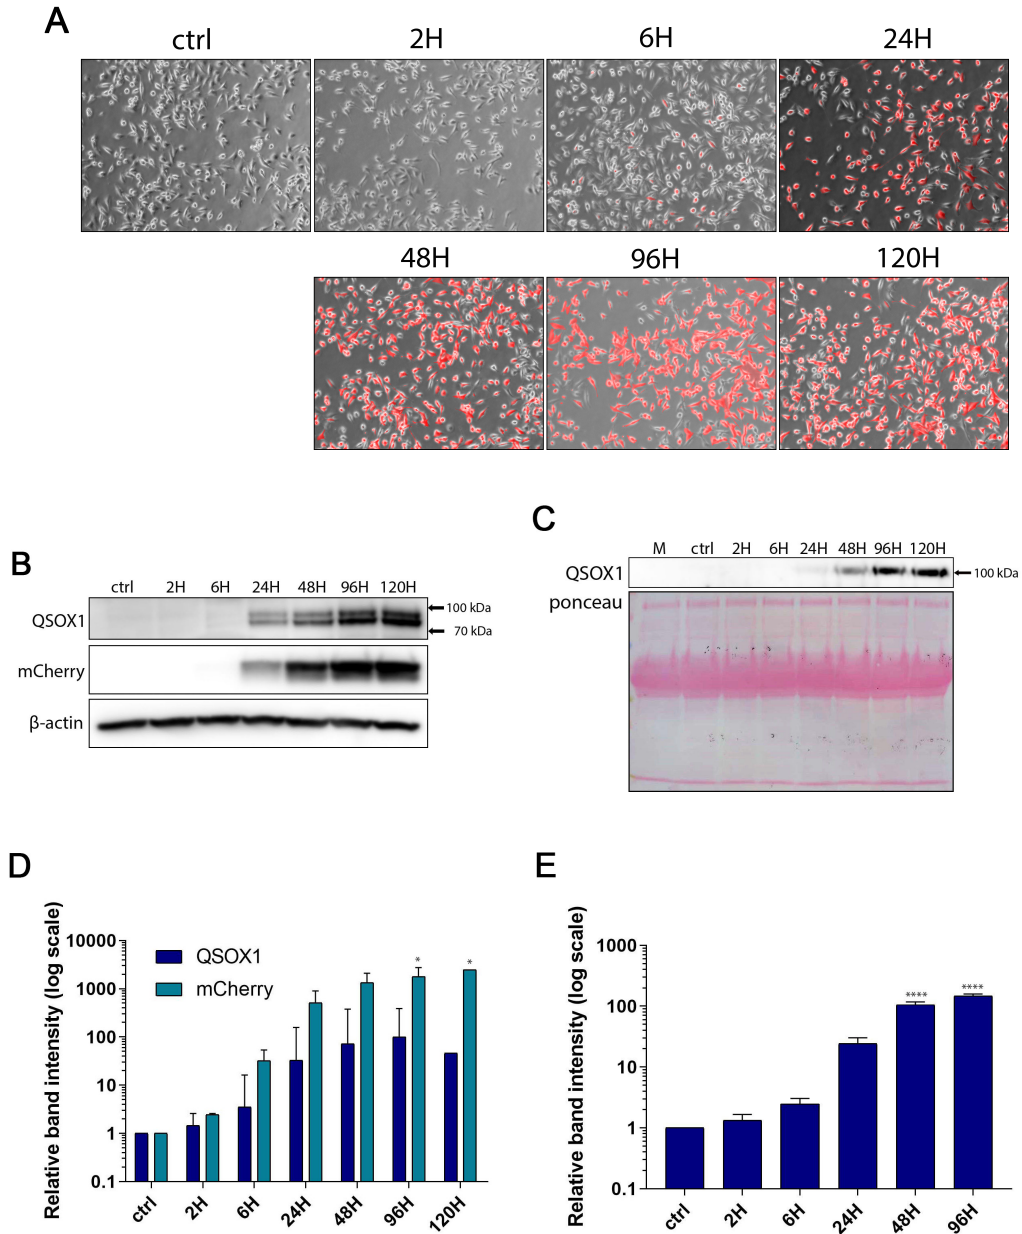 A
ctrl 2H 6H 24H
48H 96H 120H
B
ctrl 2H 6H 24H 48H 96H 120H
QSOX1
100 kDa
70 kDa
mCherry
β-actin
C
M ctrl 2H 6H 24H 48H 96H 120H
QSOX1
100 kDa
ponceau
D
Relative band intensity (log scale)
10000
1000
100
10
1
0.1
QSOX1
mCherry
*
*
ctrl 2H 6H 24H 48H 96H 120H
E
Relative band intensity (log scale)
1000
100
10
1
0.1
****
****
ctrl 2H 6H 24H 48H 96H